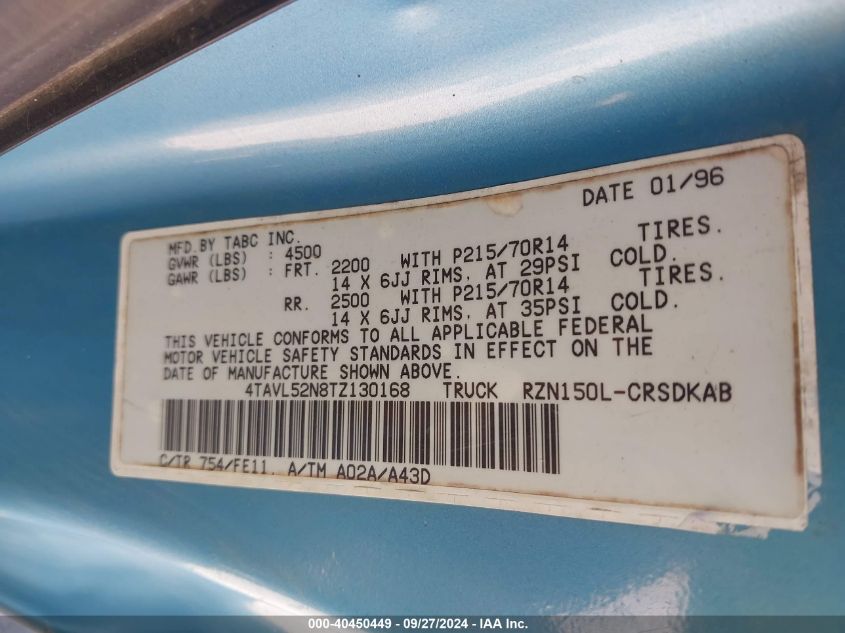 DATE 01/96
MFD.BY TABC INC.
GVWR (LBS) : 4500
GAWR (LBS) : FRT. 2200 WITH P215/70R14 TIRES.
14 X 6JJ RIMS, AT 29PSI COLD.
RR. 2500 WITH P215/70R14 TIRES.
14 X 6JJ RIMS, AT 35PSI COLD.
THIS VEHICLE CONFORMS TO ALL APPLICABLE FEDERAL
MOTOR VEHICLE SAFETY STANDARDS IN EFFECT ON THE
DATE OF MANUFACTURE SHOWN ABOVE.
4TAVL52N8TZ130168 TRUCK RZN150L-CRSDKAB
C/TR 754/FE11, A/TM A02A/A43D
000-40450449 - 09/27/2024 - IAA Inc.